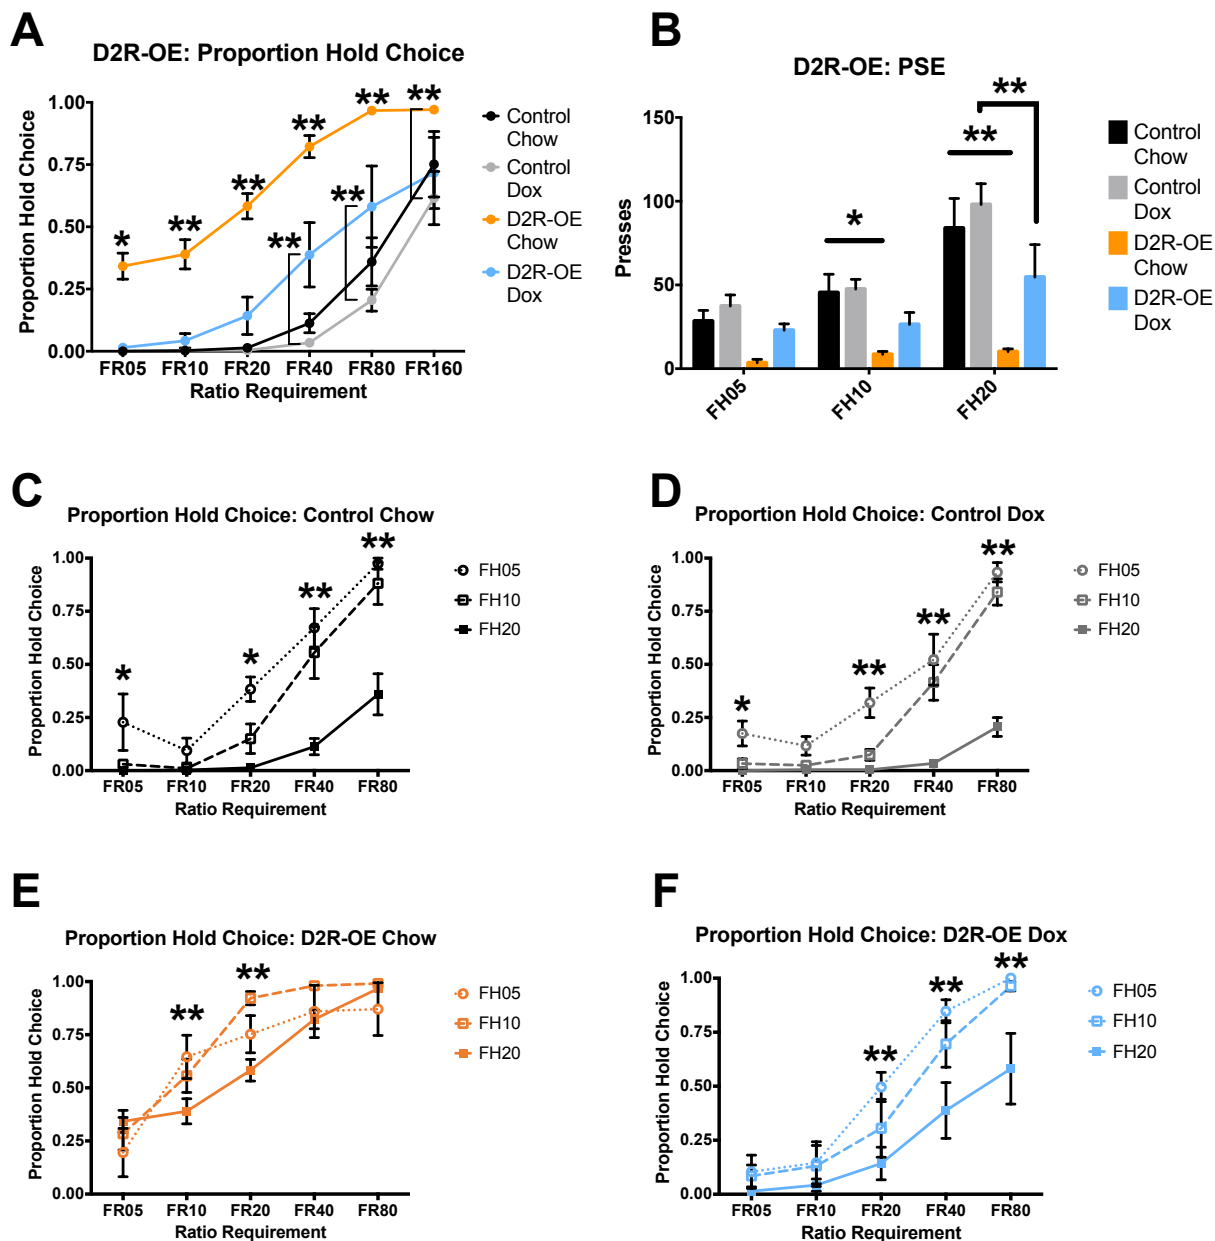 A
D2R-OE: Proportion Hold Choice
Proportion Hold Choice
1.00
0.75
0.50
0.25
0.00
*
**
**
**
**
**
**
**
FR05 FR10 FR20 FR40 FR80 FR160
Ratio Requirement
Control
Chow
Control
Dox
D2R-OE
Chow
D2R-OE
Dox
B
D2R-OE: PSE
Presses
150
100
50
0
*
**
**
FH05 FH10 FH20
Control
Chow
Control
Dox
D2R-OE
Chow
D2R-OE
Dox
C
Proportion Hold Choice: Control Chow
Proportion Hold Choice
1.00
0.75
0.50
0.25
0.00
*
*
**
**
FR05 FR10 FR20 FR40 FR80
Ratio Requirement
FH05
FH10
FH20
D
Proportion Hold Choice: Control Dox
Proportion Hold Choice
1.00
0.75
0.50
0.25
0.00
*
**
**
**
FR05 FR10 FR20 FR40 FR80
Ratio Requirement
FH05
FH10
FH20
E
Proportion Hold Choice: D2R-OE Chow
Proportion Hold Choice
1.00
0.75
0.50
0.25
0.00
**
**
FR05 FR10 FR20 FR40 FR80
Ratio Requirement
FH05
FH10
FH20
F
Proportion Hold Choice: D2R-OE Dox
Proportion Hold Choice
1.00
0.75
0.50
0.25
0.00
**
**
**
FR05 FR10 FR20 FR40 FR80
Ratio Requirement
FH05
FH10
FH20